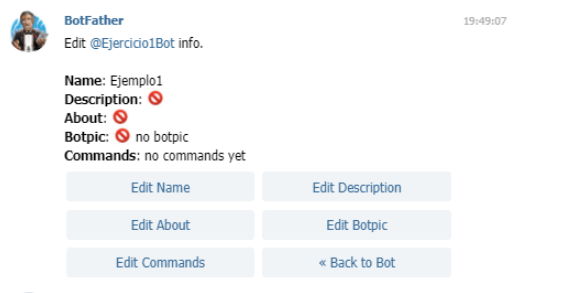 BotFather
19:49:07
Edit @Ejercicio1Bot info.
Name: Ejemplo1
Description: 🚫
About: 🚫
Botpic: 🚫 no botpic
Commands: no commands yet
Edit Name
Edit Description
Edit About
Edit Botpic
Edit Commands
« Back to Bot